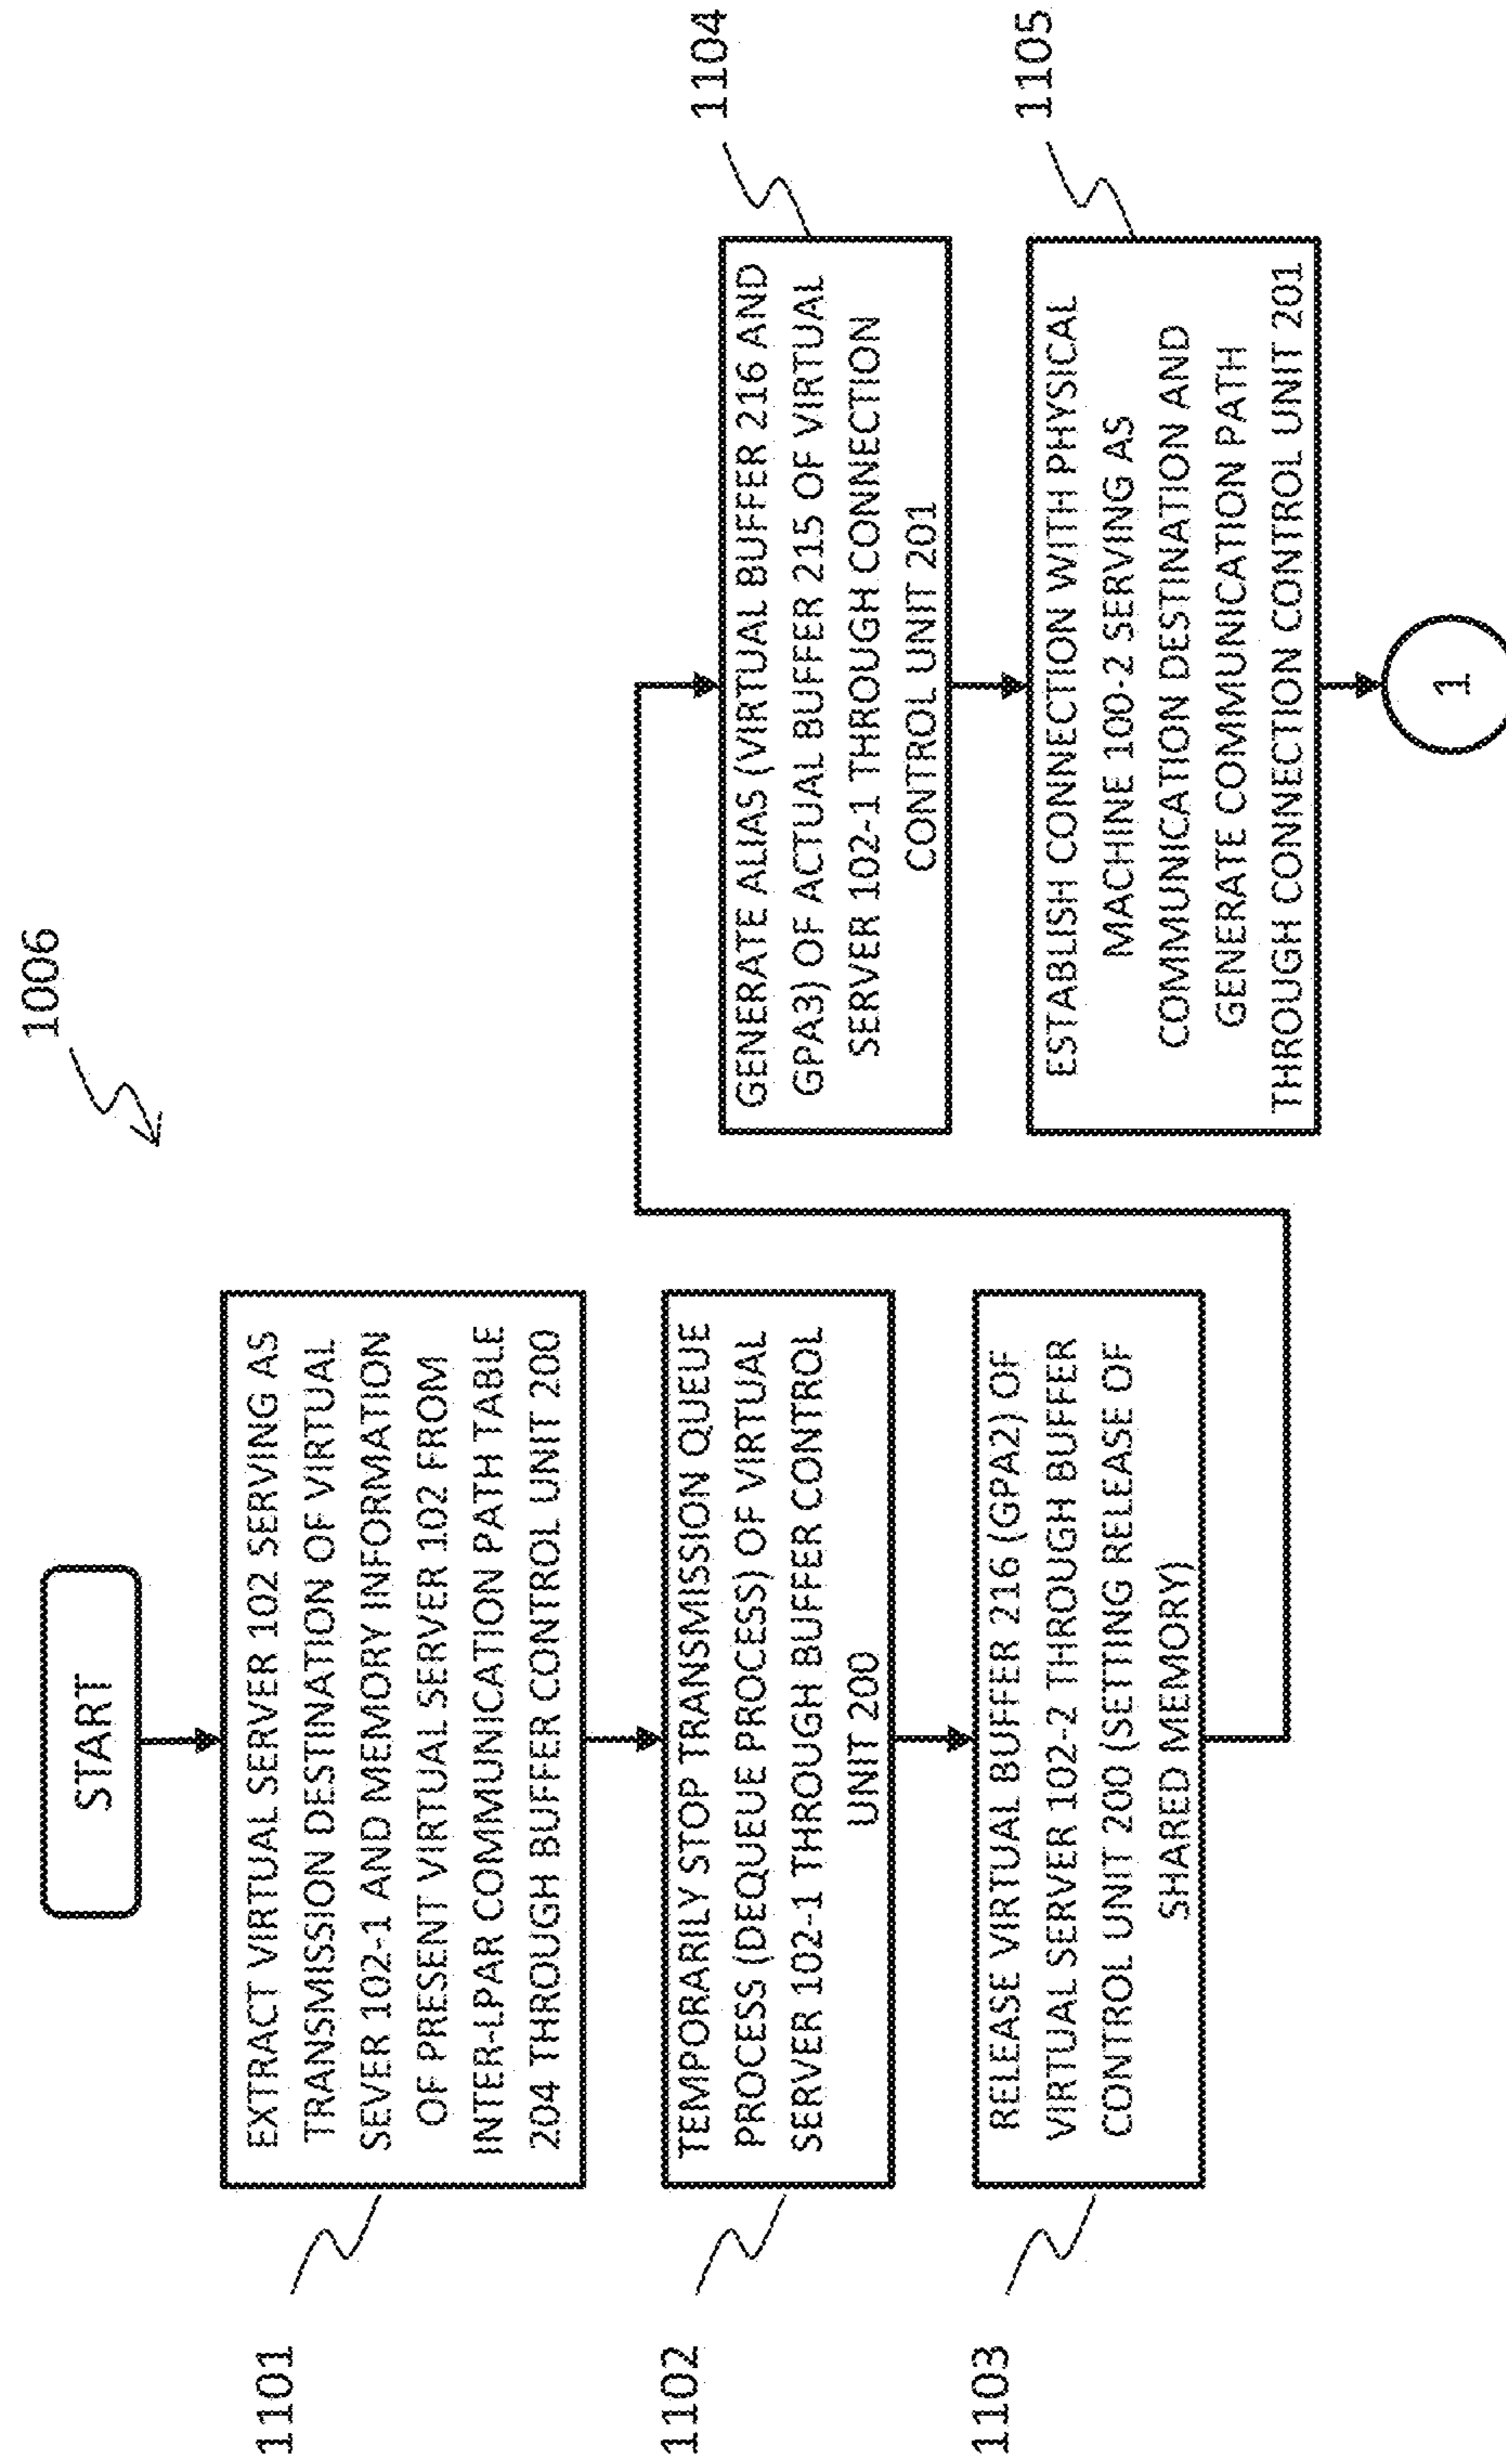 1006
START
1101
EXTRACT VIRTUAL SERVER 102 SERVING AS
TRANSMISSION DESTINATION OF VIRTUAL
SEVER 102-1 AND MEMORY INFORMATION
OF PRESENT VIRTUAL SERVER 102 FROM
INTER-LPAR COMMUNICATION PATH TABLE
204 THROUGH BUFFER CONTROL UNIT 200
1102
TEMPORARILY STOP TRANSMISSION QUEUE
PROCESS (DEQUEUE PROCESS) OF VIRTUAL
SERVER 102-1 THROUGH BUFFER CONTROL
UNIT 200
1103
RELEASE VIRTUAL BUFFER 216 (GPA2) OF
VIRTUAL SERVER 102-2 THROUGH BUFFER
CONTROL UNIT 200 (SETTING RELEASE OF
SHARED MEMORY)
1104
GENERATE ALIAS (VIRTUAL BUFFER 216 AND
GPA3) OF ACTUAL BUFFER 215 OF VIRTUAL
SERVER 102-1 THROUGH CONNECTION
CONTROL UNIT 201
1105
ESTABLISH CONNECTION WITH PHYSICAL
MACHINE 100-2 SERVING AS
COMMUNICATION DESTINATION AND
GENERATE COMMUNICATION PATH
THROUGH CONNECTION CONTROL UNIT 201
1